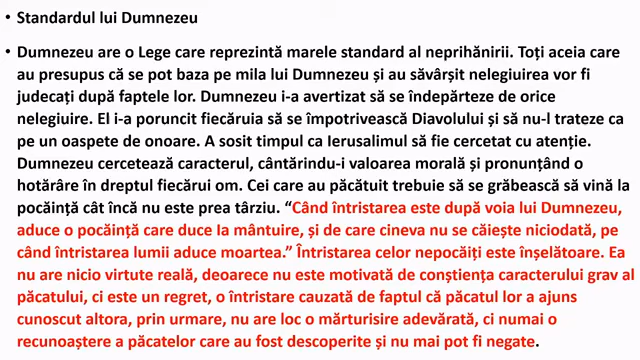 • Standardul lui Dumnezeu
• Dumnezeu are o Lege care reprezintă marele standard al neprihănirii. Toți aceia care
au presupus că se pot baza pe mila lui Dumnezeu și au săvârșit nelegiuirea vor fi
judecați după faptele lor. Dumnezeu i-a avertizat să se îndepărteze de orice
nelegiuire. El i-a poruncit fiecăruia să se împotrivească Diavolului și să nu-l trateze ca
pe un oaspete de onoare. A sosit timpul ca Ierusalimul să fie cercetat cu atenție.
Dumnezeu cercetează caracterul, cântărindu-i valoarea morală și pronunțând o
hotărâre în dreptul fiecărui om. Cei care au păcătuit trebuie să se grăbească să vină la
pocăință cât încă nu este prea târziu. “Când întristarea este după voia lui Dumnezeu,
aduce o pocăință care duce la mântuire, și de care cineva nu se căiește niciodată, pe
când întristarea lumii aduce moartea.” Întristarea celor nepocăiți este înșelătoare. Ea
nu are nicio virtute reală, deoarece nu este motivată de conștiența caracterului grav al
păcatului, ci este un regret, o întristare cauzată de faptul că păcatul lor a ajuns
cunoscut altora, prin urmare, nu are loc o mărturisire adevărată, ci numai o
recunoaștere a păcatelor care au fost descoperite și nu mai pot fi negate.